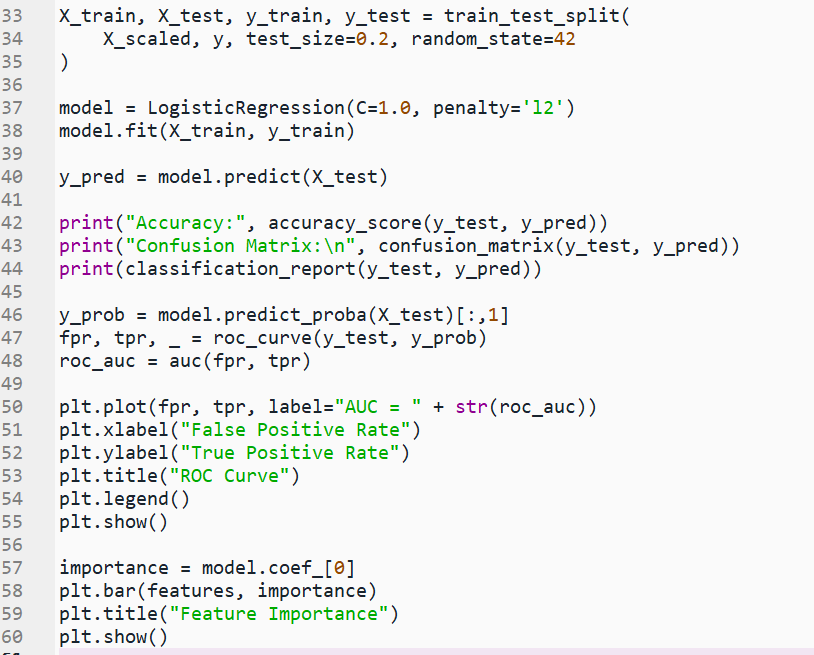 33 X_train, X_test, y_train, y_test = train_test_split(
34     X_scaled, y, test_size=0.2, random_state=42
35 )
36
37 model = LogisticRegression(C=1.0, penalty='l2')
38 model.fit(X_train, y_train)
39
40 y_pred = model.predict(X_test)
41
42 print("Accuracy:", accuracy_score(y_test, y_pred))
43 print("Confusion Matrix:\n", confusion_matrix(y_test, y_pred))
44 print(classification_report(y_test, y_pred))
45
46 y_prob = model.predict_proba(X_test)[:,1]
47 fpr, tpr, _ = roc_curve(y_test, y_prob)
48 roc_auc = auc(fpr, tpr)
49
50 plt.plot(fpr, tpr, label="AUC = " + str(roc_auc))
51 plt.xlabel("False Positive Rate")
52 plt.ylabel("True Positive Rate")
53 plt.title("ROC Curve")
54 plt.legend()
55 plt.show()
56
57 importance = model.coef_[0]
58 plt.bar(features, importance)
59 plt.title("Feature Importance")
60 plt.show()